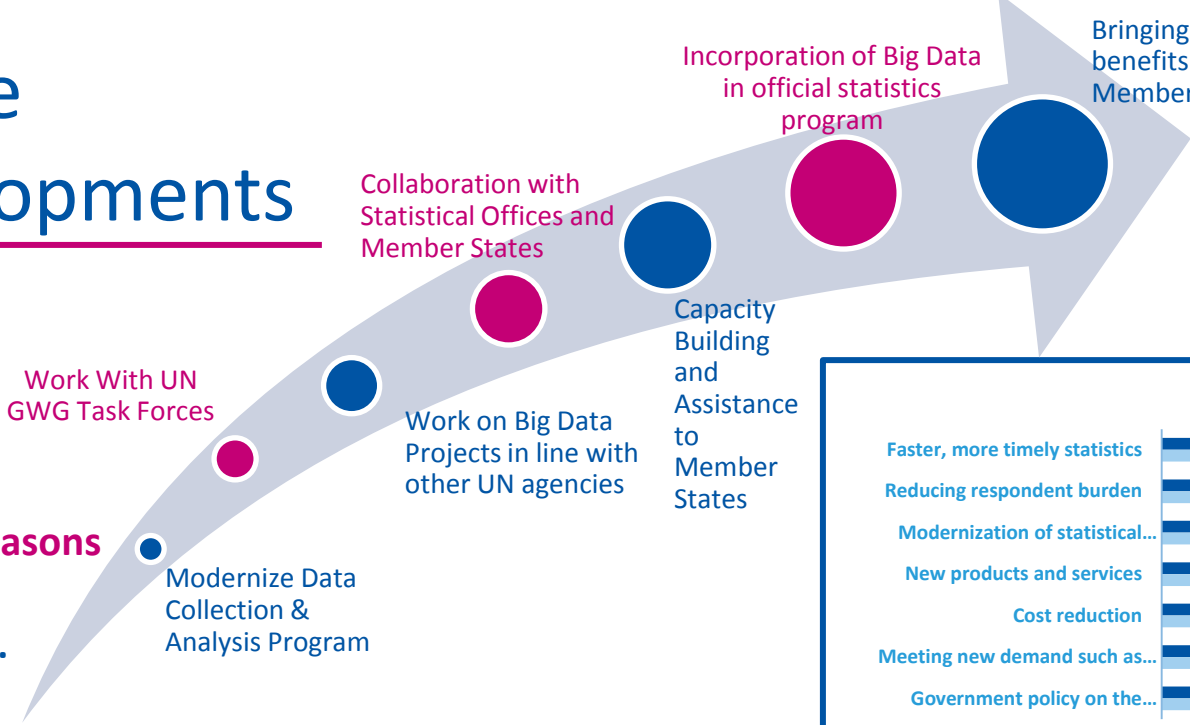 e
opments
Incorporation of Big Data
in official statistics
program
Bringing
benefits
Member
Collaboration with
Statistical Offices and
Member States
Capacity
Building
and
Assistance
to
Member
States
Work With UN
GWG Task Forces
Work on Big Data
Projects in line with
other UN agencies
asons
Modernize Data
Collection &
Analysis Program
.
Faster, more timely statistics
Reducing respondent burden
Modernization of statistical...
New products and services
Cost reduction
Meeting new demand such as...
Government policy on the...